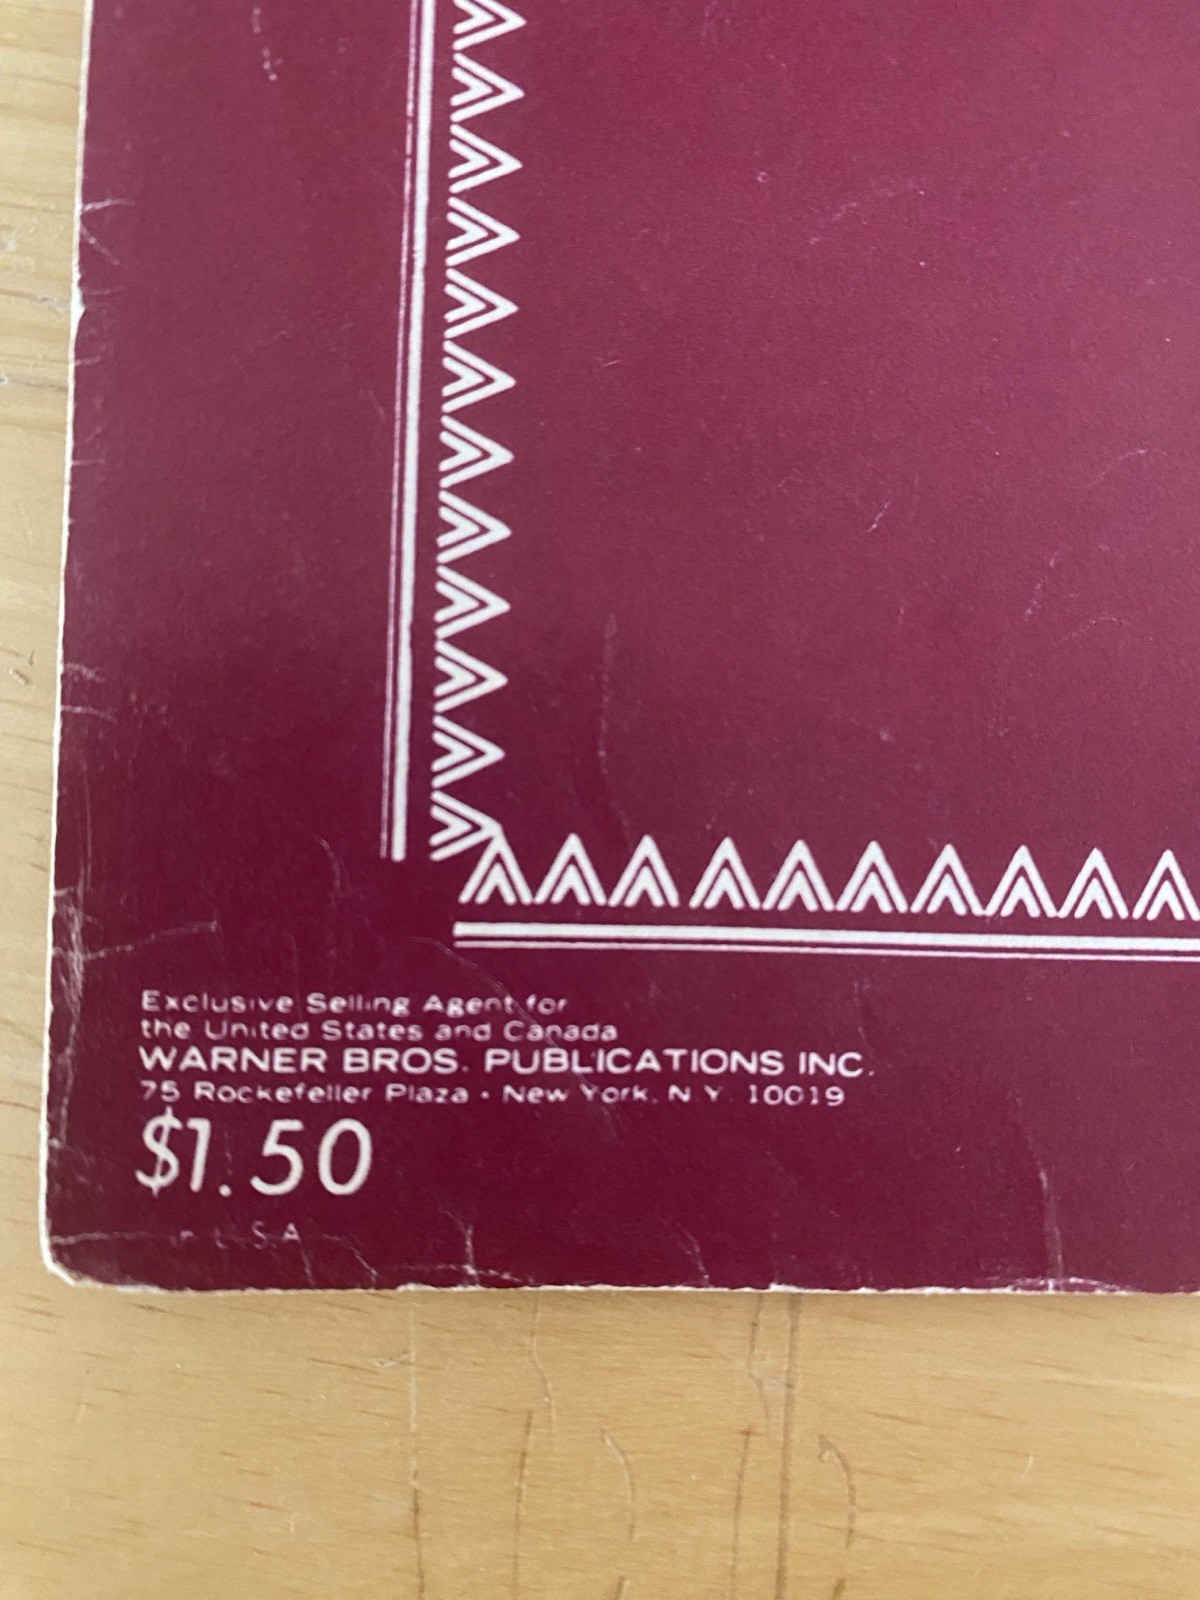 Exclusive Selling Agent for
the United States and Canada
WARNER BROS. PUBLICATIONS INC.
75 Rockefeller Plaza • New York, N.Y. 10019
$1.50